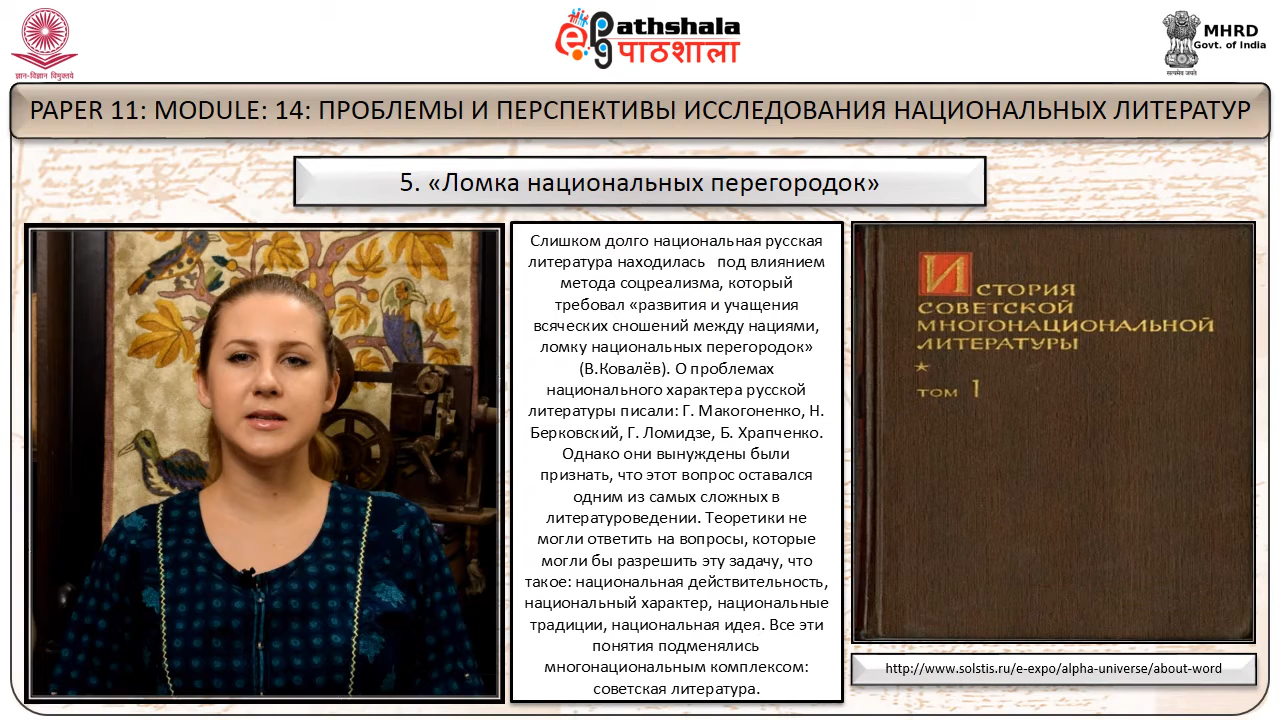 ज्ञान-विज्ञान विमुक्तये
ePg Pathshala
पाठशाला
MHRD
Govt. of India
सत्यमेव जयते
PAPER 11: MODULE: 14: ПРОБЛЕМЫ И ПЕРСПЕКТИВЫ ИССЛЕДОВАНИЯ НАЦИОНАЛЬНЫХ ЛИТЕРАТУР
5. «Ломка национальных перегородок»
Слишком долго национальная русская
литература находилась под влиянием
метода соцреализма, который
требовал «развития и учащения
всяческих сношений между нациями,
ломку национальных перегородок»
(В.Ковалёв). О проблемах
национального характера русской
литературы писали: Г. Макогоненко, Н.
Берковский, Г. Ломидзе, Б. Храпченко.
Однако они вынуждены были
признать, что этот вопрос оставался
одним из самых сложных в
литературоведении. Теоретики не
могли ответить на вопросы, которые
могли бы разрешить эту задачу, что
такое: национальная действительность,
национальный характер, национальные
традиции, национальная идея. Все эти
понятия подменялись
многонациональным комплексом:
советская литература.
ИСТОРИЯ
СОВЕТСКОЙ
МНОГОНАЦИОНАЛЬНОЙ
ЛИТЕРАТУРЫ
ТОМ 1
http://www.solstis.ru/e-expo/alpha-universe/about-word